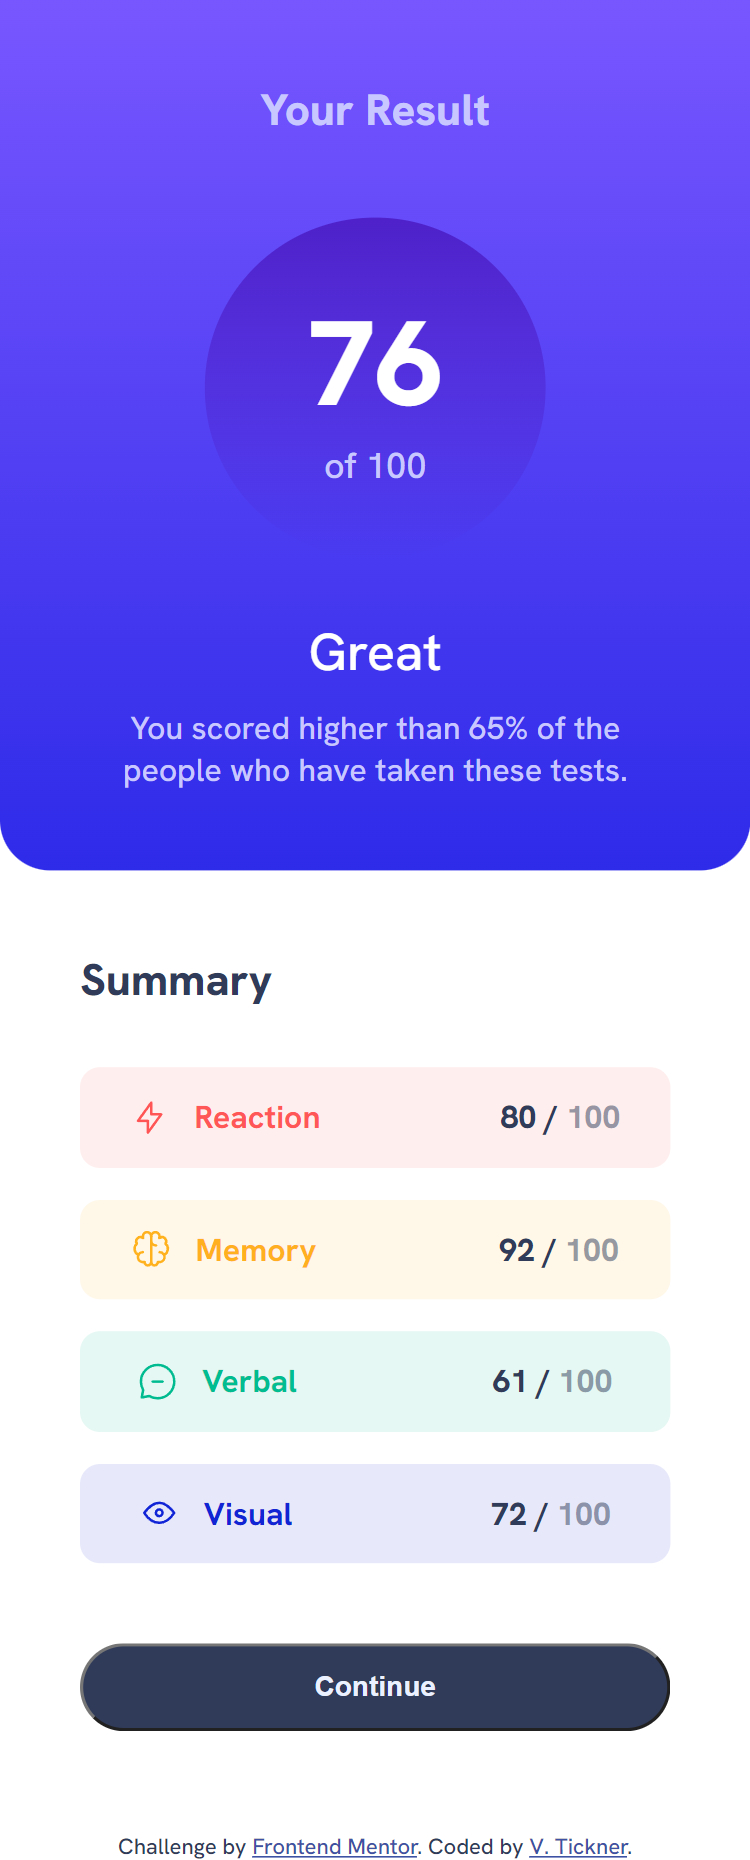 Your Result
76
of 100
Great
You scored higher than 65% of the
people who have taken these tests.
Summary
Reaction 80 / 100
Memory 92 / 100
Verbal 61 / 100
Visual 72 / 100
Continue
Challenge by Frontend Mentor. Coded by V. Tickner.